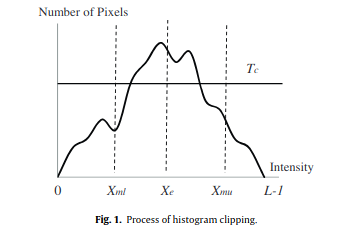 Number of Pixels
Tc
Intensity
0 Xml Xe Xmu L-1
Fig. 1. Process of histogram clipping.